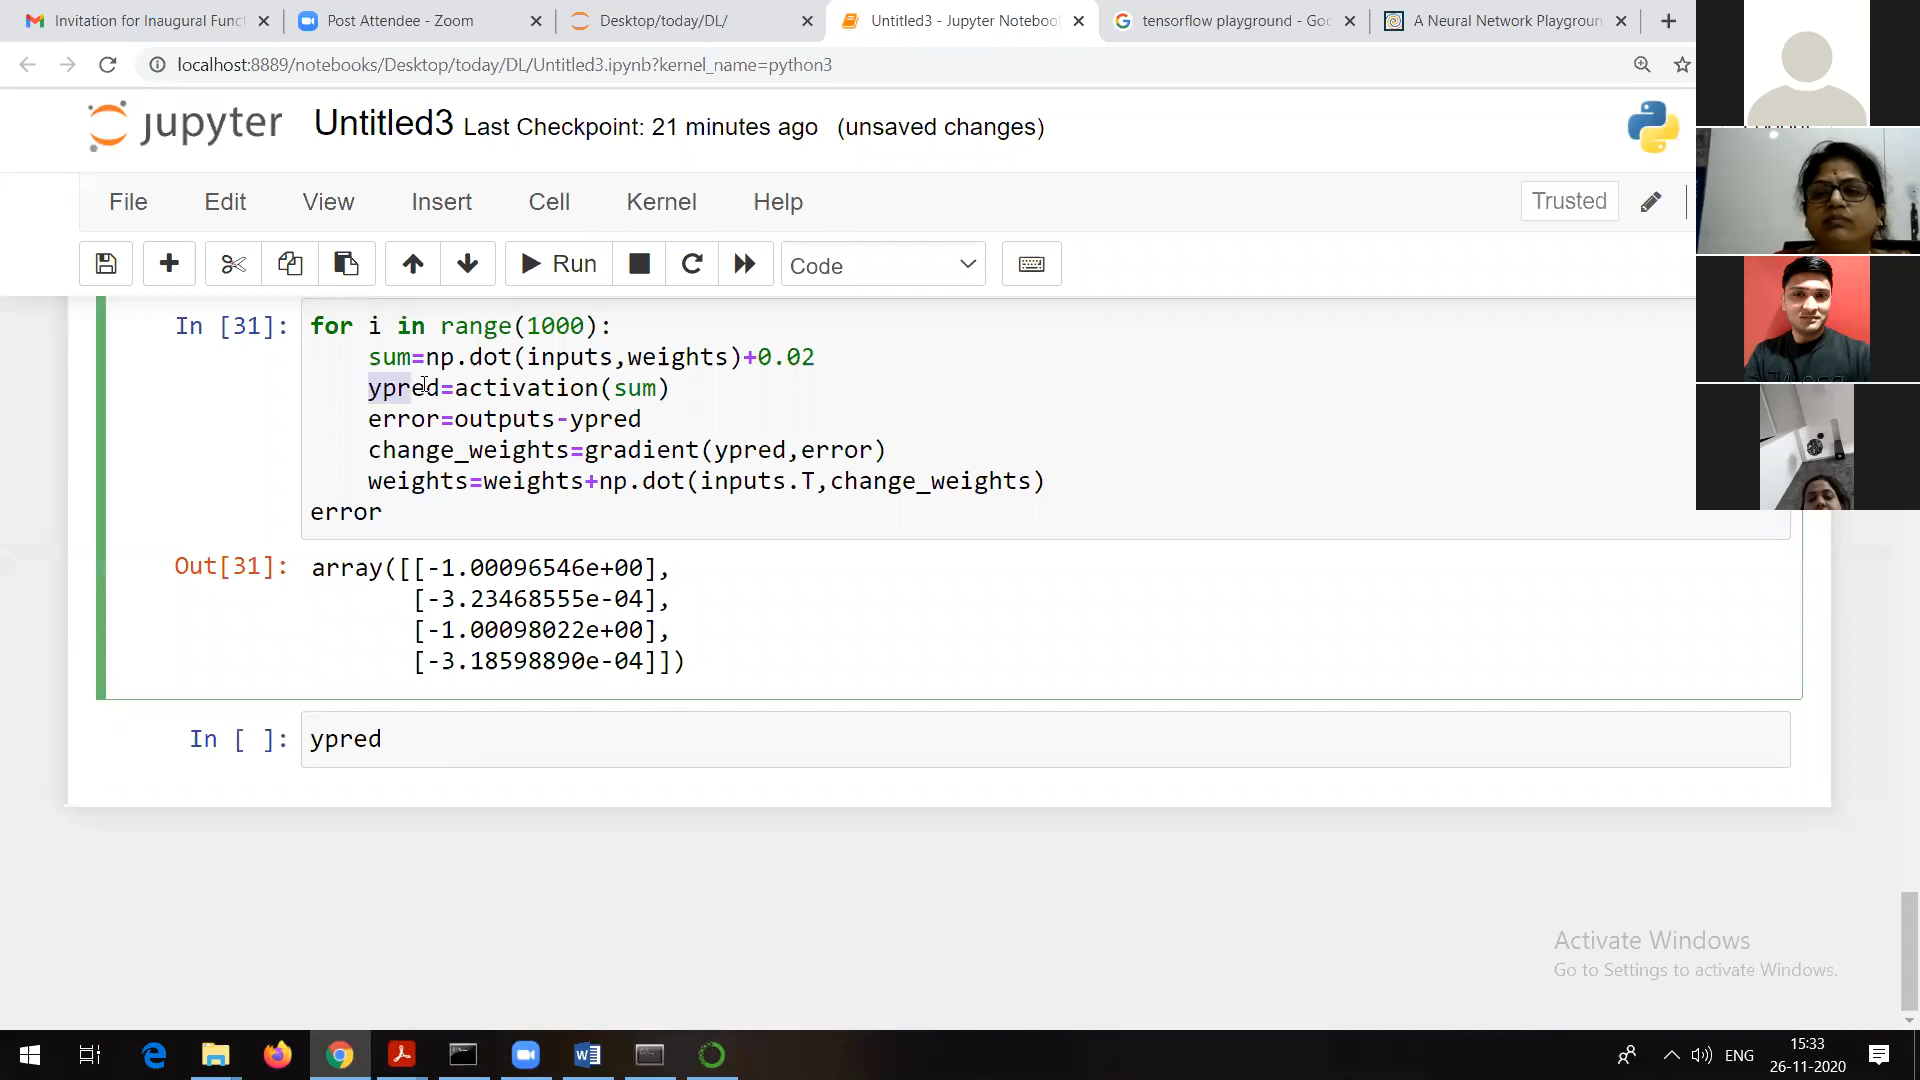 Invitation for Inaugural Func
Post Attendee - Zoom
Desktop/today/DL/
Untitled3 - Jupyter Noteboo
tensorflow playground - Goo
A Neural Network Playgroun
localhost:8889/notebooks/Desktop/today/DL/Untitled3.ipynb?kernel_name=python3
jupyter Untitled3 Last Checkpoint: 21 minutes ago (unsaved changes)
File Edit View Insert Cell Kernel Help Trusted
Run Code
In [31]: for i in range(1000):
sum=np.dot(inputs,weights)+0.02
ypred=activation(sum)
error=outputs-ypred
change_weights=gradient(ypred,error)
weights=weights+np.dot(inputs.T,change_weights)
error
Out[31]: array([[-1.00096546e+00],
[-3.23468555e-04],
[-1.00098022e+00],
[-3.18598890e-04]])
In [ ]: ypred
Activate Windows
Go to Settings to activate Windows.
ENG
15:33
26-11-2020